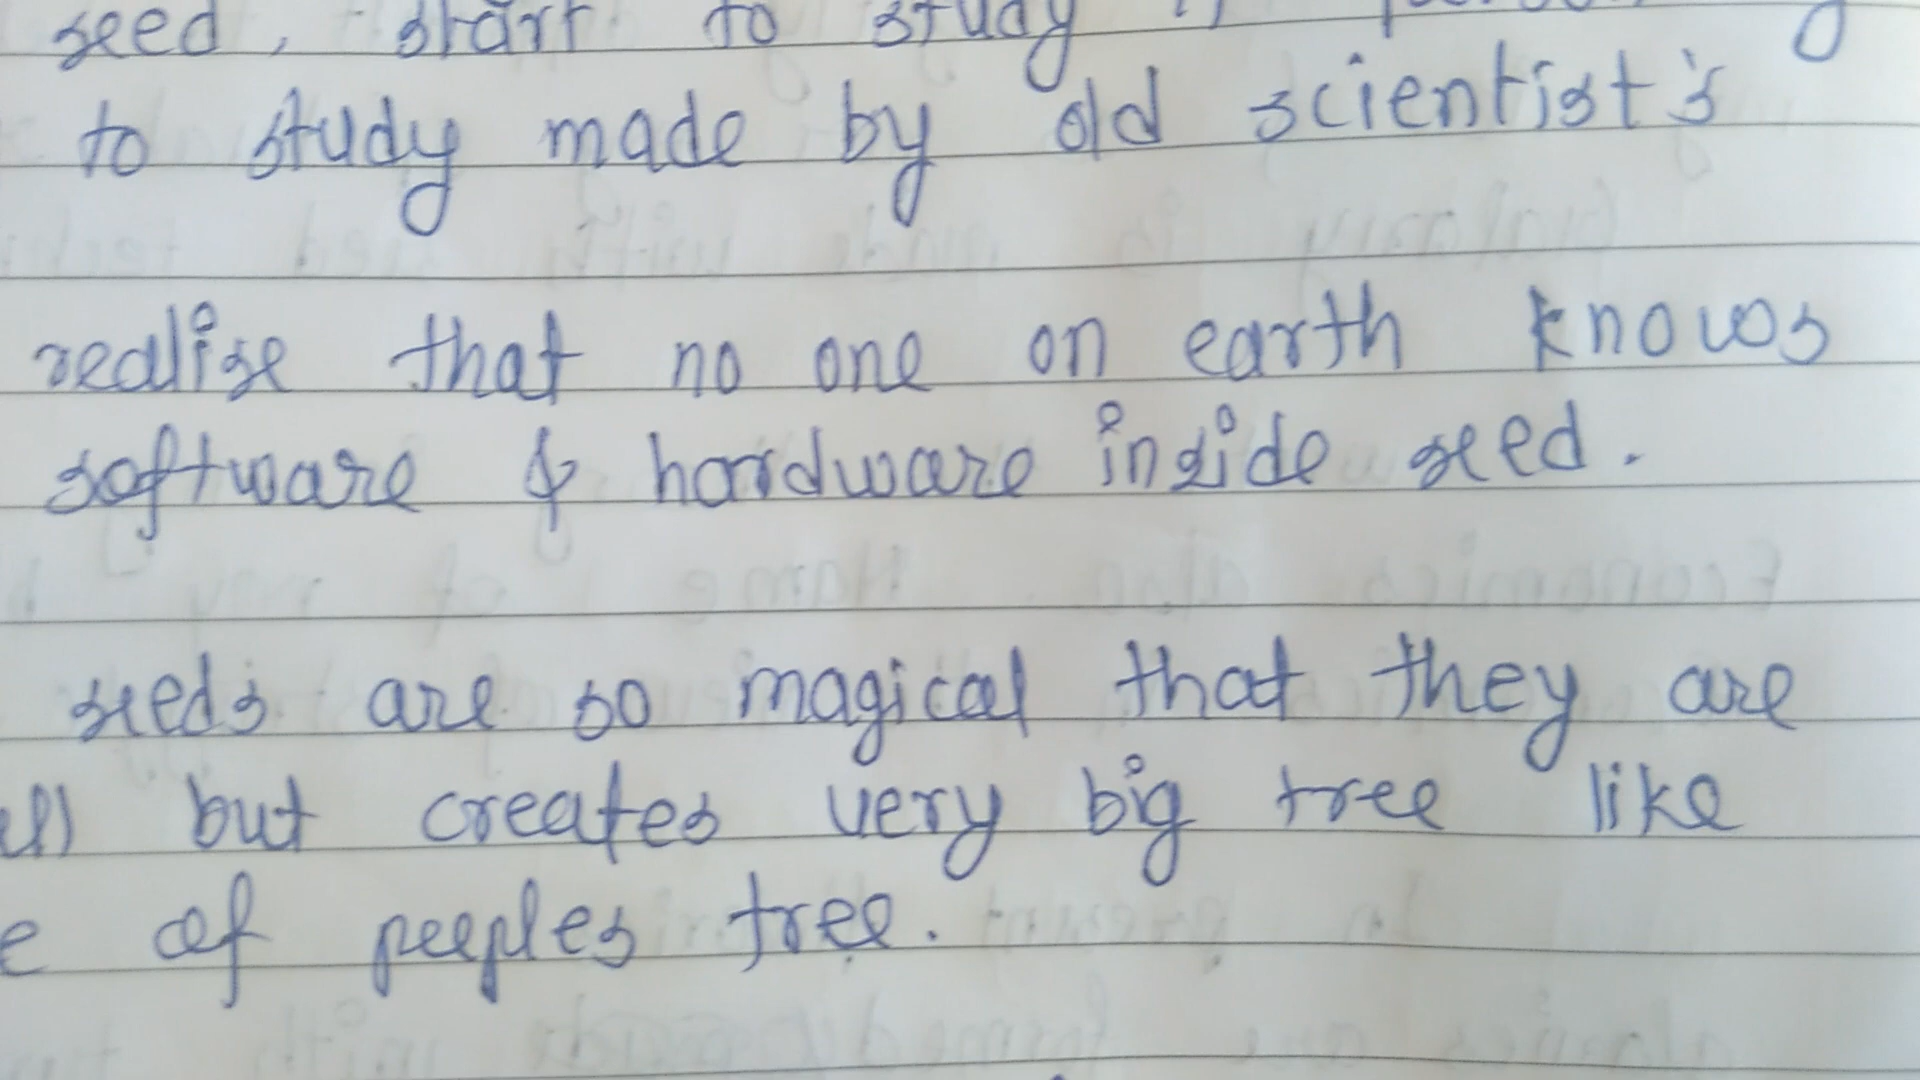 seed, start to study
to study made by old scientist's
realise that no one on earth knows
software & hardware inside seed.
seeds are so magical that they are
but creates very big tree like
of peeples tree.